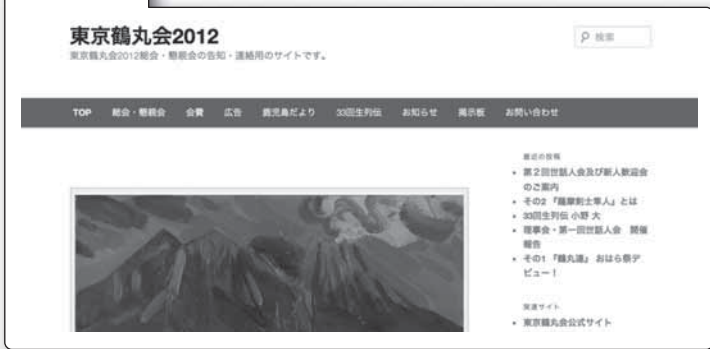 東京鶴丸会2012
東京鶴丸会2012総会・懇親会の告知・連絡用のサイトです。
検索
TOP 総会・懇親会 会費 広告 鹿児島だより 33回生列伝 お知らせ 掲示板 お問い合わせ
最近の投稿
第2回世話人会及び新人歓迎会
のご案内
その2 「薩摩剣士隼人」とは
33回生列伝 小野 大
理事会・第一回世話人会 開催
報告
その1 「鶴丸連」 おはら祭デ
ビュー！
関連サイト
東京鶴丸会公式サイト